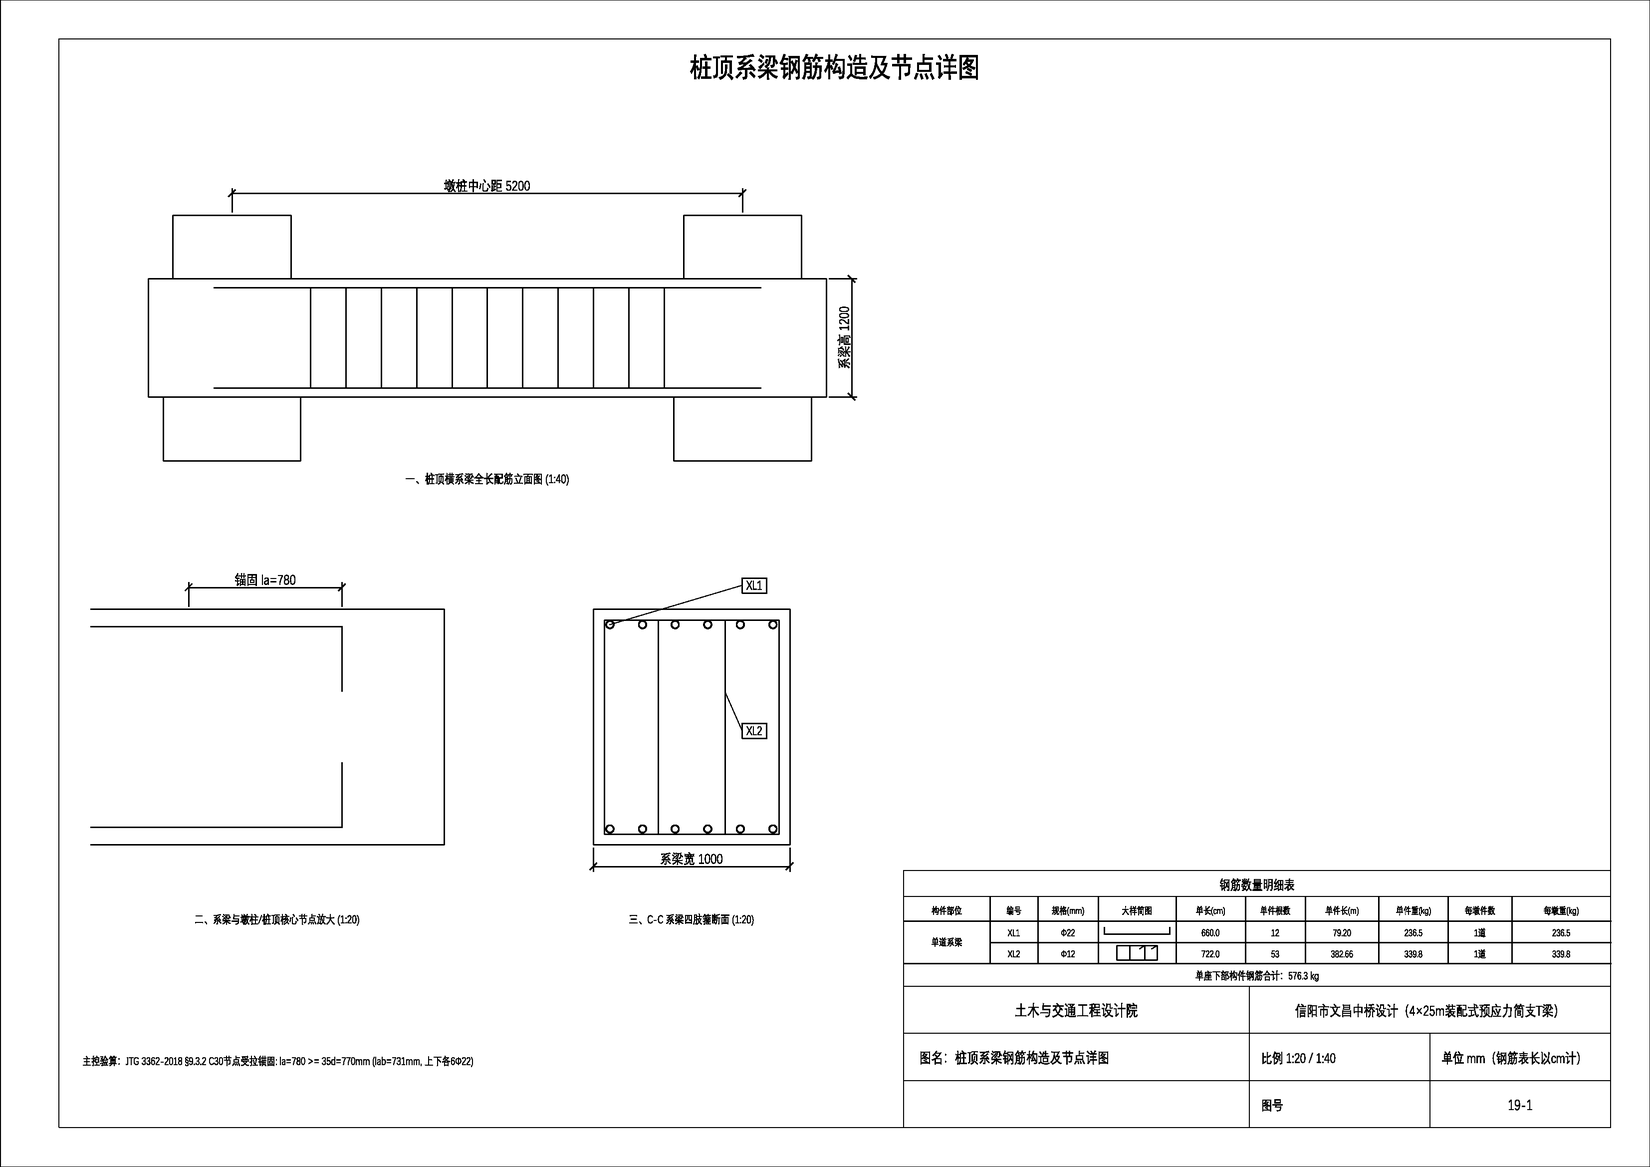 桩顶系梁钢筋构造及节点详图
墩桩中心距 5200
系梁高 1200
一、桩顶横系梁全长配筋立面图 (1:40)
锚固 la=780
XL1
XL2
系梁宽 1000
二、系梁与墩柱/桩顶核心节点放大 (1:20)
三、C-C 系梁四肢箍断面 (1:20)
主控验算：JTG 3362-2018 §9.3.2 C30节点受拉锚固: la=780 >= 35d=770mm (lab=731mm, 上下各6Φ22)
钢筋数量明细表
构件部位 编号 规格(mm) 大样简图 单长(cm) 单件根数 单件长(m) 单件重(kg) 每墩件数 每墩重(kg)
单道系梁 XL1 Φ22 660.0 12 79.20 236.5 1道 236.5
XL2 Φ12 722.0 53 382.66 339.8 1道 339.8
单座下部构件钢筋合计：576.3 kg
土木与交通工程设计院 信阳市文昌中桥设计（4×25m装配式预应力简支T梁）
图名：桩顶系梁钢筋构造及节点详图 比例 1:20 / 1:40 单位 mm（钢筋表长以cm计）
图号 19-1